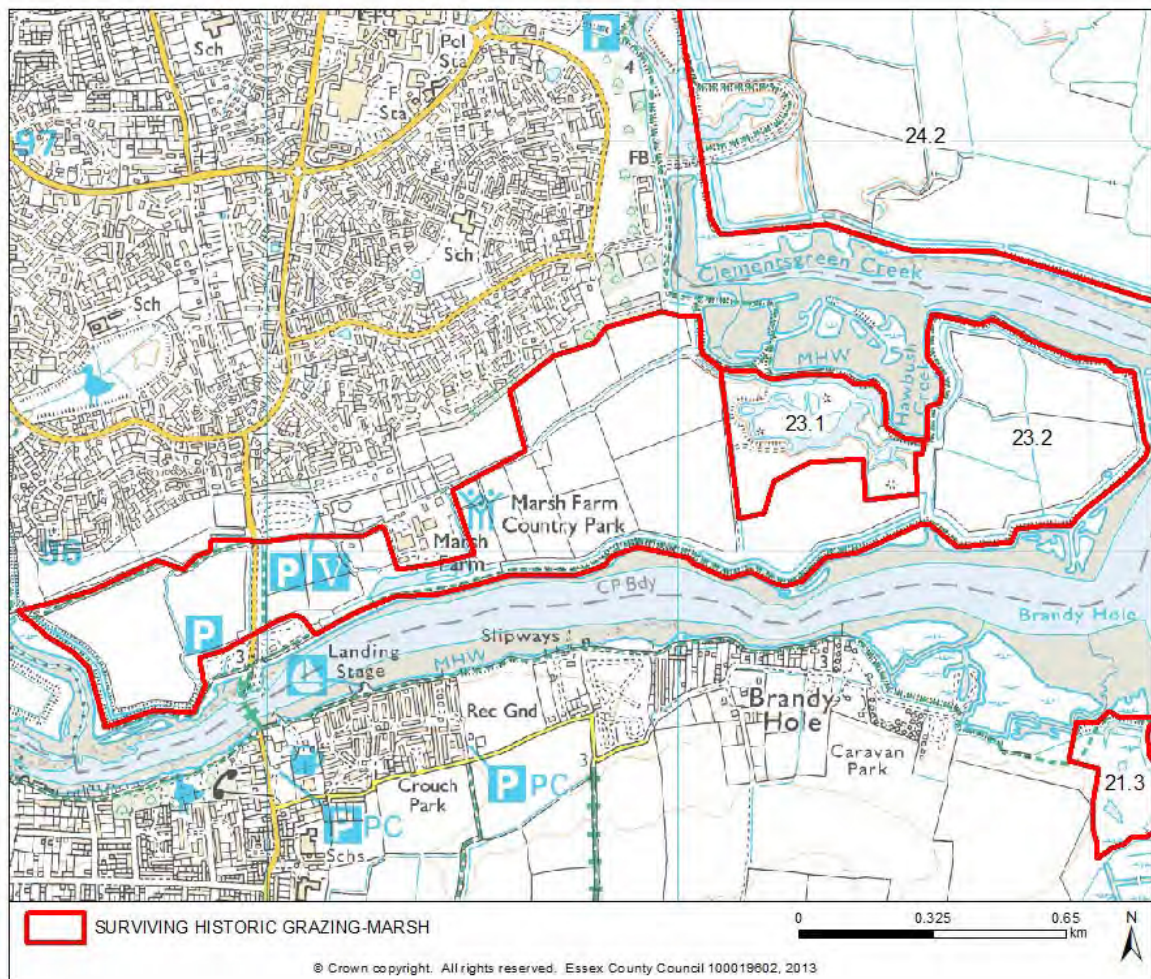 Sch
Pol
Sta
P
4
F
Sta
97
24.2
FB
Sch
Clementsgreen Creek
Sch
MHW
Hawbush
Creek
23.1
23.2
Marsh Farm
Country Park
Marsh
Farm
P V
CP Bdy
Brandy Hole
P
3
Slipways
Landing
Stage
MHW
3
Rec Gnd
Brandy
Hole
Caravan
Park
3
21.3
Crouch
Park
P PC
P PC
Schs
SURVIVING HISTORIC GRAZING-MARSH
0 0.325 0.65
km
N
© Crown copyright. All rights reserved. Essex County Council 100019602, 2013